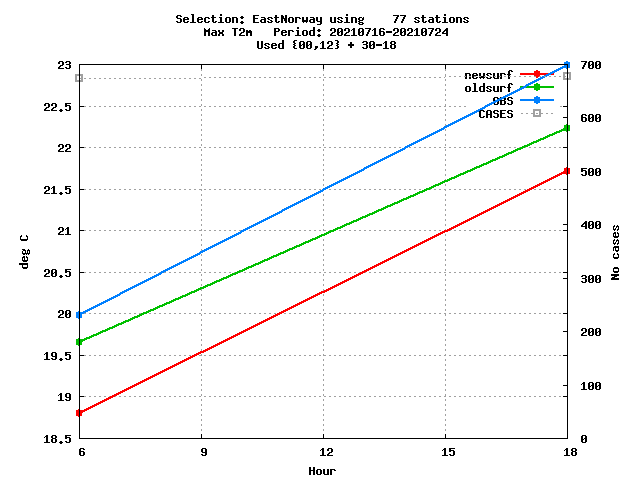 Selection: EastNorway using    77 stations
Max T2m   Period: 20210716-20210724
Used {00,12} + 30-18
newsurf
oldsurf
OBS
CASES
23
22.5
22
21.5
21
20.5
20
19.5
19
18.5
deg C
700
600
500
400
300
200
100
0
No cases
6 9 12 15 18
Hour